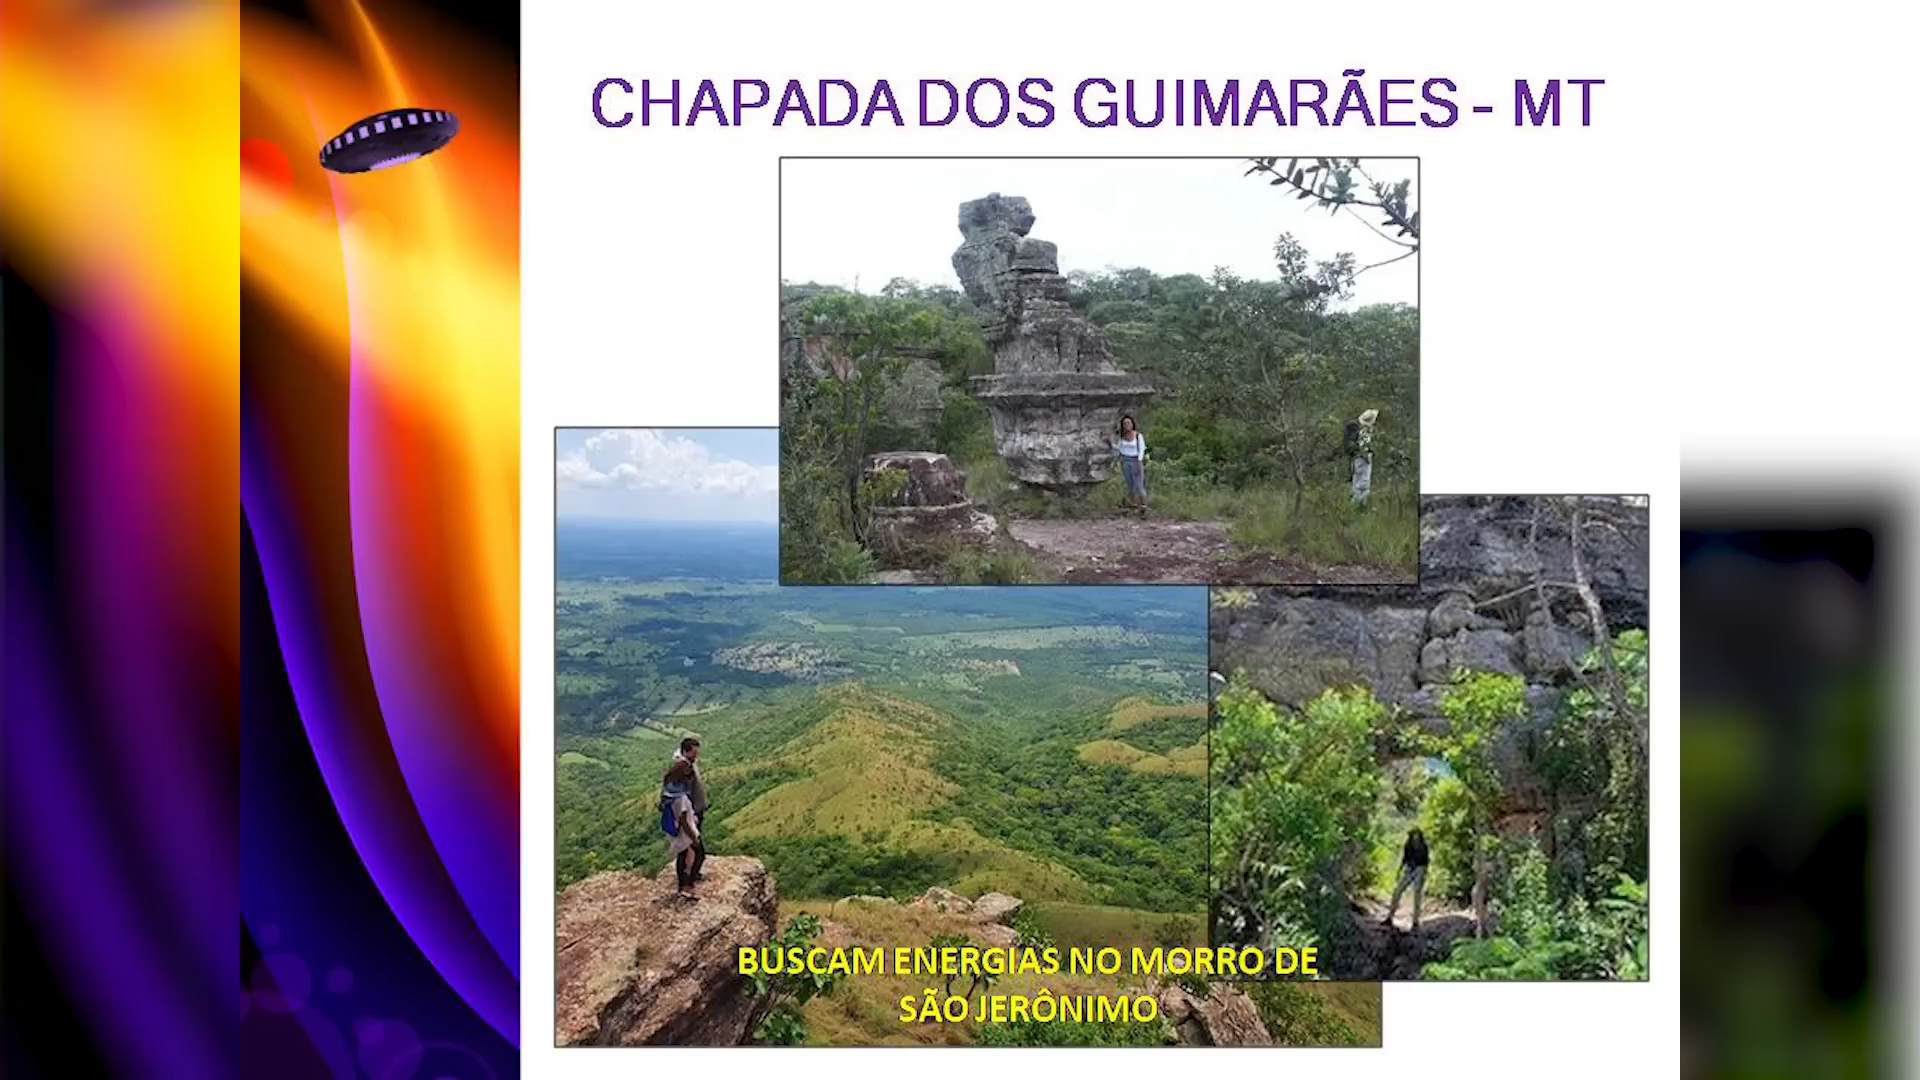 CHAPADA DOS GUIMARÃES - MT
BUSCAM ENERGIAS NO MORRO DE
SÃO JERÔNIMO